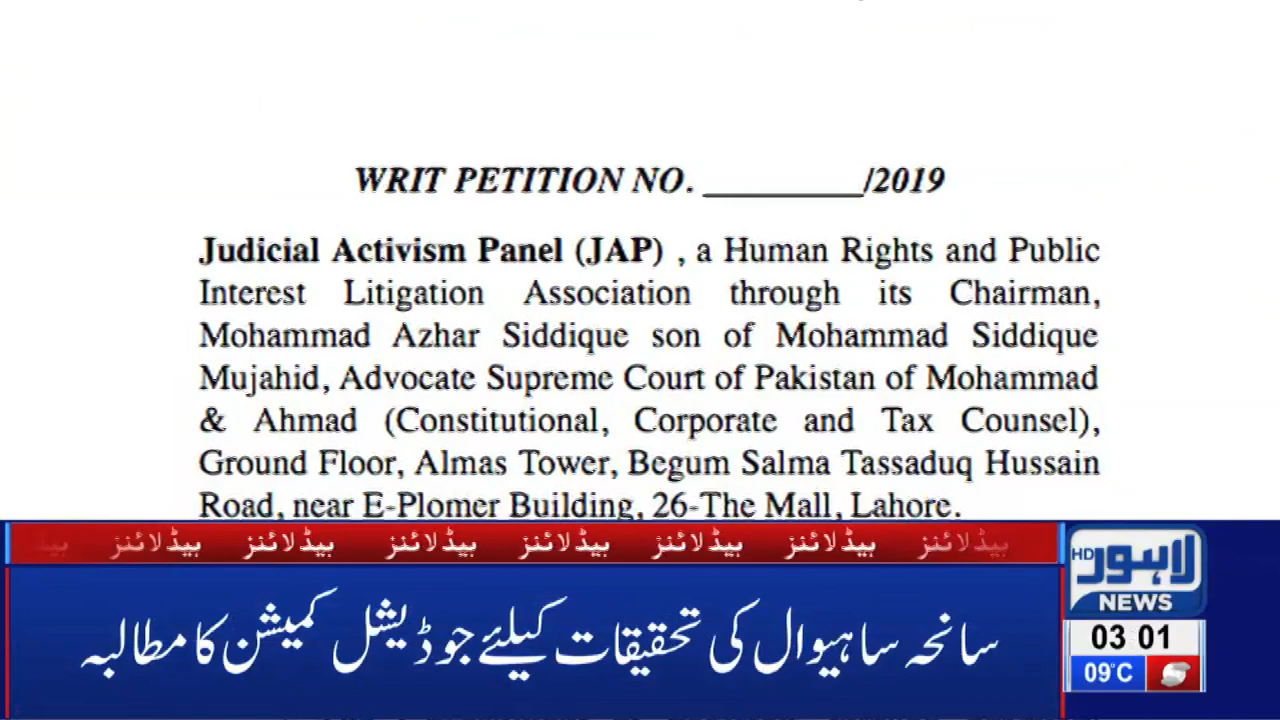 WRIT PETITION NO. __________/2019
Judicial Activism Panel (JAP) , a Human Rights and Public
Interest Litigation Association through its Chairman,
Mohammad Azhar Siddique son of Mohammad Siddique
Mujahid, Advocate Supreme Court of Pakistan of Mohammad
& Ahmad (Constitutional, Corporate and Tax Counsel),
Ground Floor, Almas Tower, Begum Salma Tassaduq Hussain
Road, near E-Plomer Building, 26-The Mall, Lahore.
ہیڈلائنز ہیڈلائنز ہیڈلائنز ہیڈلائنز ہیڈلائنز ہیڈلائنز ہیڈلائنز
سانحہ ساہیوال کی تحقیقات کیلئے جوڈیشل کمیشن کا مطالبہ
HD لاہور
NEWS
03 01
09°C